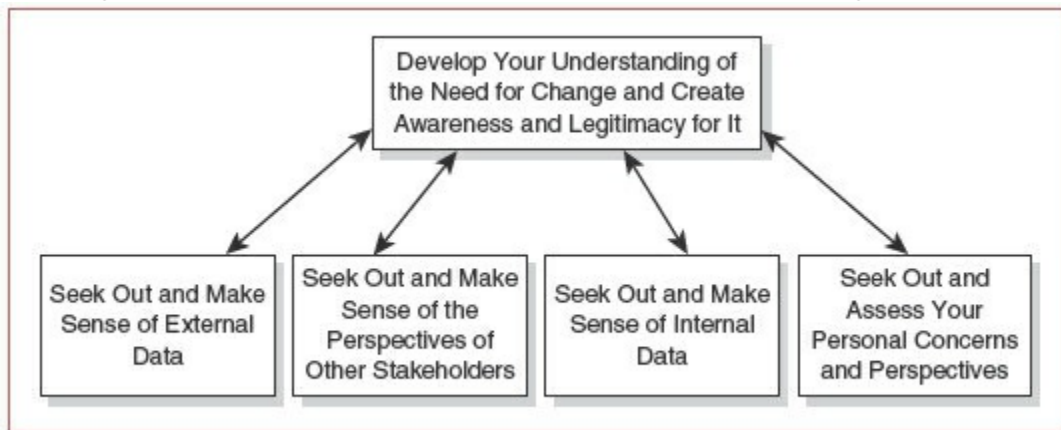 Develop Your Understanding of
the Need for Change and Create
Awareness and Legitimacy for It
Seek Out and Make
Sense of External
Data
Seek Out and Make
Sense of the
Perspectives of
Other Stakeholders
Seek Out and Make
Sense of Internal
Data
Seek Out and
Assess Your
Personal Concerns
and Perspectives